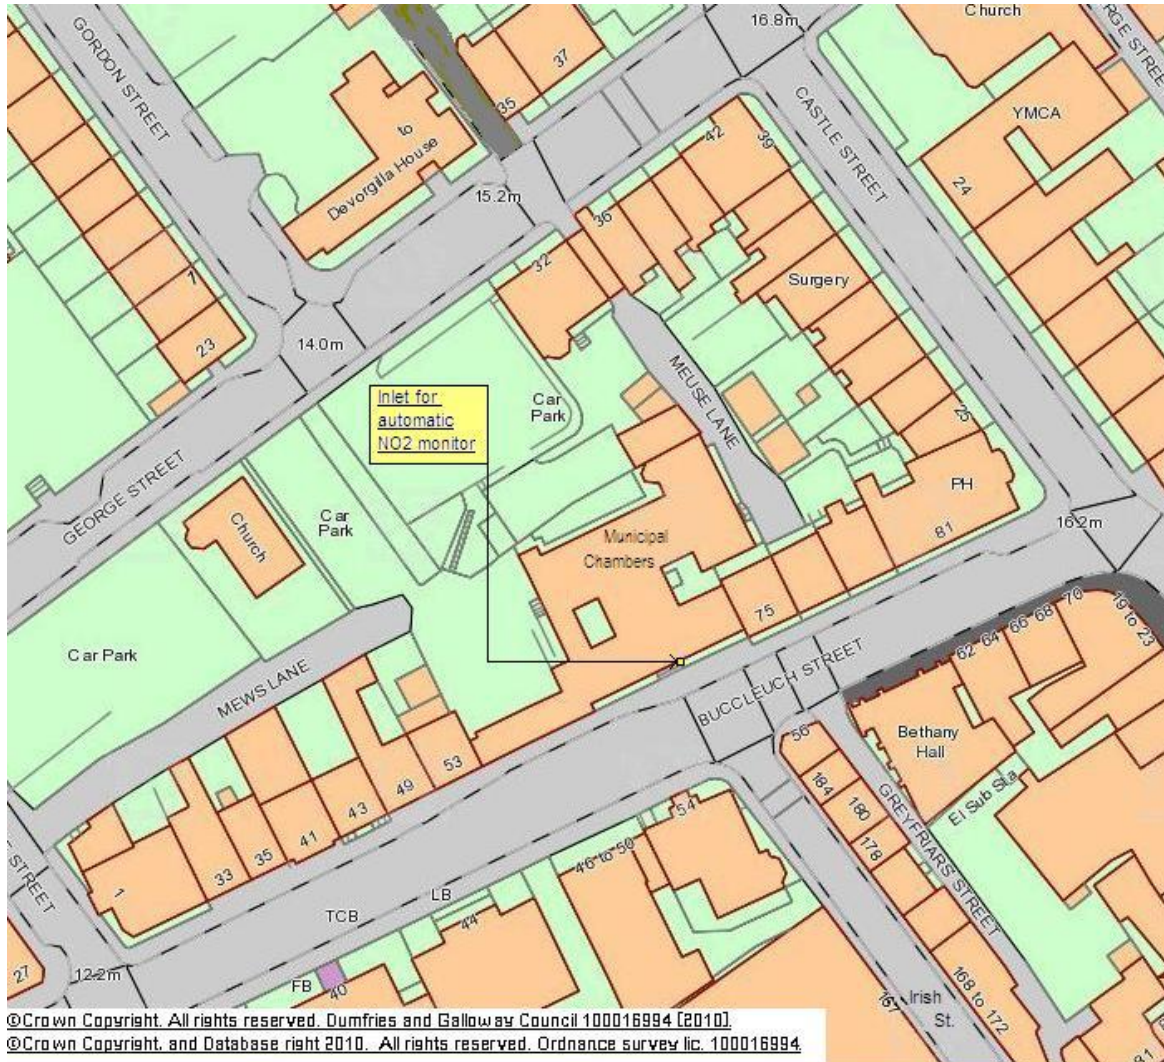 Church
16.8m
GORDON STREET
37
35
RGE STREET
CASTLE STREET
YMCA
42
39
to
Devorgilla House
24
15.2m
36
32
Surgery
1
23
14.0m
MEUSE LANE
Inlet for
automatic
NO2 monitor
Car
Park
25
GEORGE STREET
Car
Park
PH
Church
Municipal
Chambers
81
16.2m
75
62 64 66 68 70
19 to 23
Car Park
MEWS LANE
BUCCLEUCH STREET
56
Bethany
Hall
53
49
43
41
35
33
1
184
180
178
El Sub Sta
GREYFRIARS' STREET
54
46 to 50
E STREET
LB
TCB
44
27
12.2m
FB
40
167
Irish
St.
168 to
172
81
©Crown Copyright. All rights reserved. Dumfries and Galloway Council 100016994 [2010].
©Crown Copyright, and Database right 2010. All rights reserved. Ordnance survey lic. 100016994.